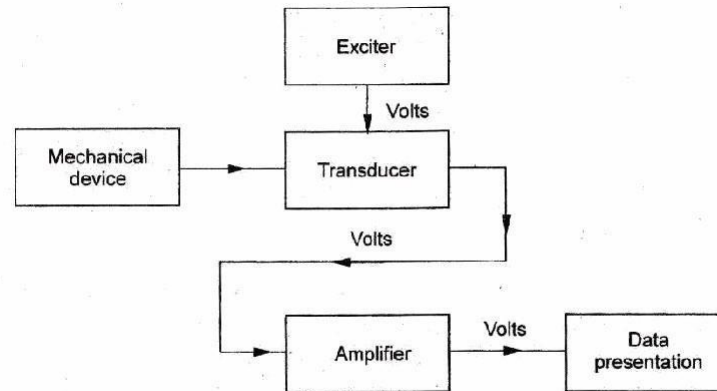 Exciter
Volts
Mechanical
device
Transducer
Volts
Amplifier
Volts
Data
presentation